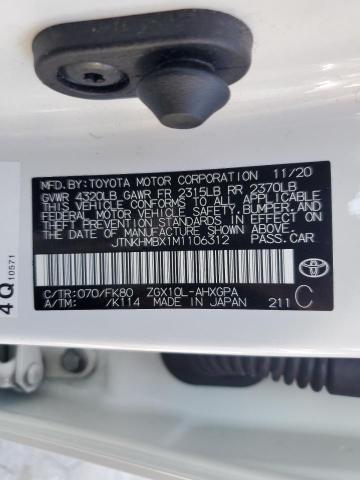 MFD.BY:TOYOTA MOTOR CORPORATION 11/20
GVWR 4320LB GAWR FR 2315LB RR 2370LB
THIS VEHICLE CONFORMS TO ALL APPLICABLE
FEDERAL MOTOR VEHICLE SAFETY, BUMPER, AND
THEFT PREVENTION STANDARDS IN EFFECT ON
THE DATE OF MANUFACTURE SHOWN ABOVE.
JTNKHMBX1M1106312 PASS.CAR
C/TR:070/FK80 ZGX10L-AHXGPA
A/TM: /K114 MADE IN JAPAN 211 C
4Q10571